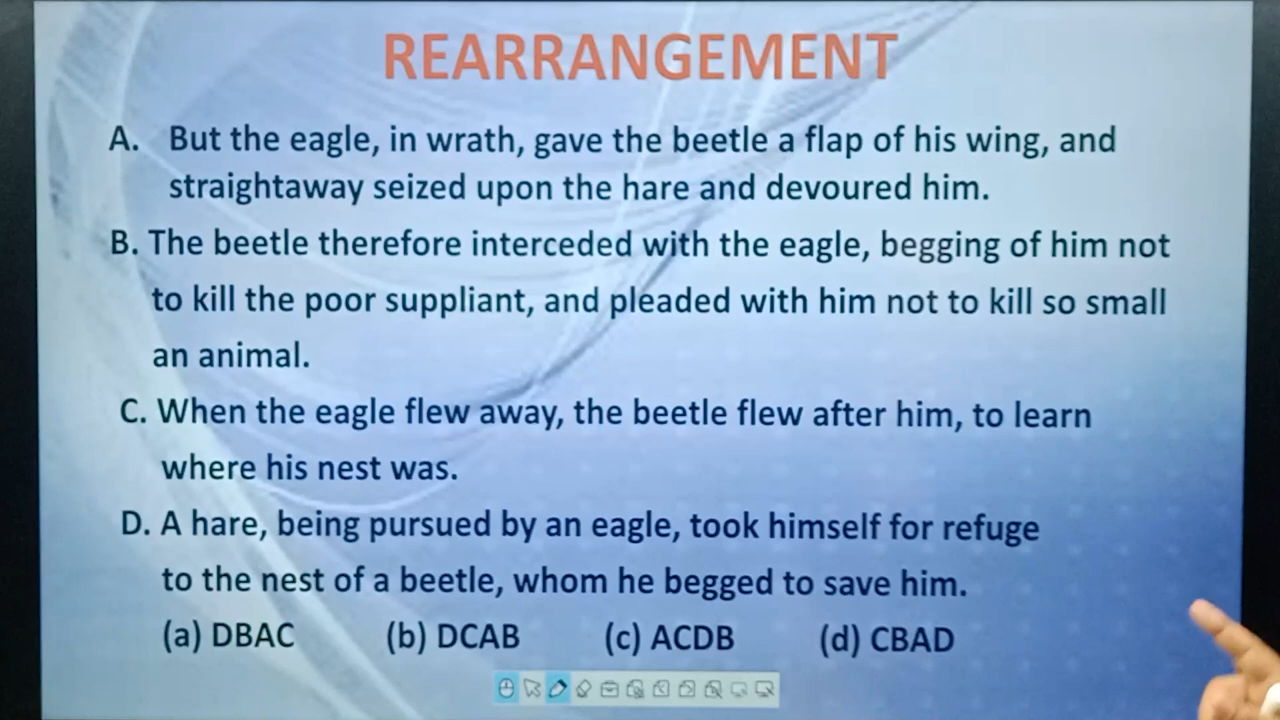 REARRANGEMENT
A. But the eagle, in wrath, gave the beetle a flap of his wing, and
straightaway seized upon the hare and devoured him.
B. The beetle therefore interceded with the eagle, begging of him not
to kill the poor suppliant, and pleaded with him not to kill so small
an animal.
C. When the eagle flew away, the beetle flew after him, to learn
where his nest was.
D. A hare, being pursued by an eagle, took himself for refuge
to the nest of a beetle, whom he begged to save him.
(a) DBAC (b) DCAB (c) ACDB (d) CBAD